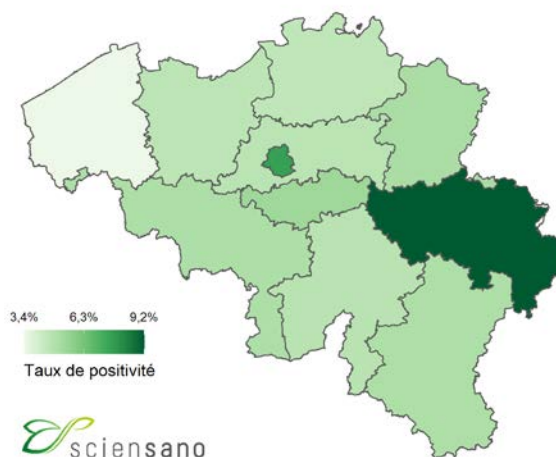 3,4% 6,3% 9,2%
Taux de positivité
sciensano